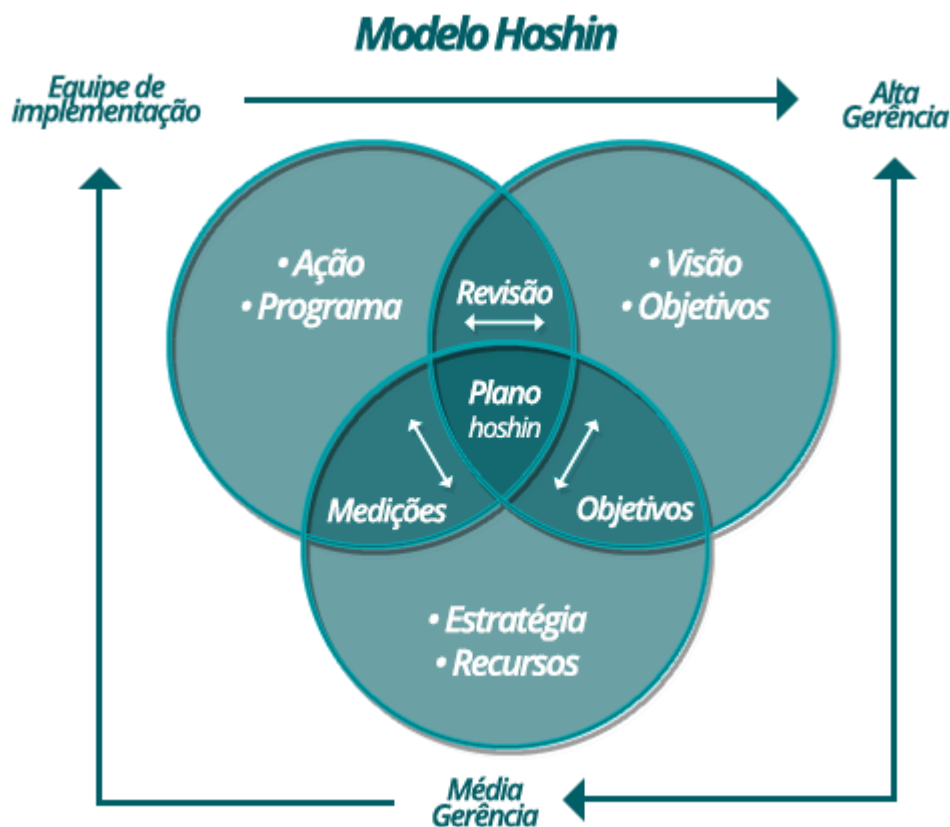 Modelo Hoshin
Equipe de
implementação
Alta
Gerência
• Ação
• Programa
Revisão
• Visão
• Objetivos
Plano
hoshin
Medições
Objetivos
• Estratégia
• Recursos
Média
Gerência